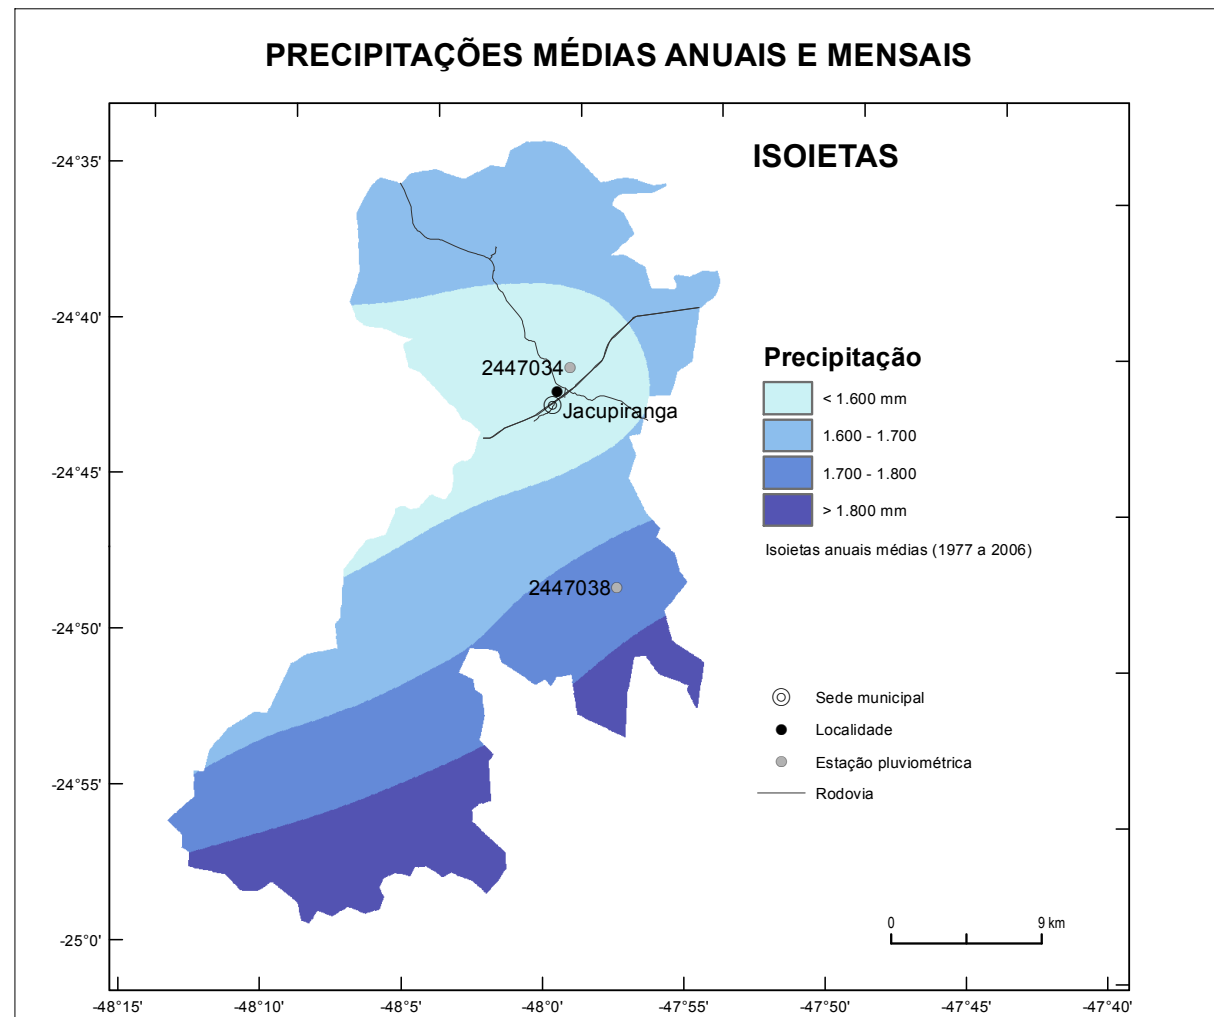 PRECIPITAÇÕES MÉDIAS ANUAIS E MENSAIS
ISOIETAS
-24°35'
-24°40'
-24°45'
-24°50'
-24°55'
-25°0'
2447034
Jacupiranga
2447038
Precipitação
< 1.600 mm
1.600 - 1.700
1.700 - 1.800
> 1.800 mm
Isoietas anuais médias (1977 a 2006)
Sede municipal
Localidade
Estação pluviométrica
Rodovia
0 9 km
-48°15' -48°10' -48°5' -48°0' -47°55' -47°50' -47°45' -47°40'